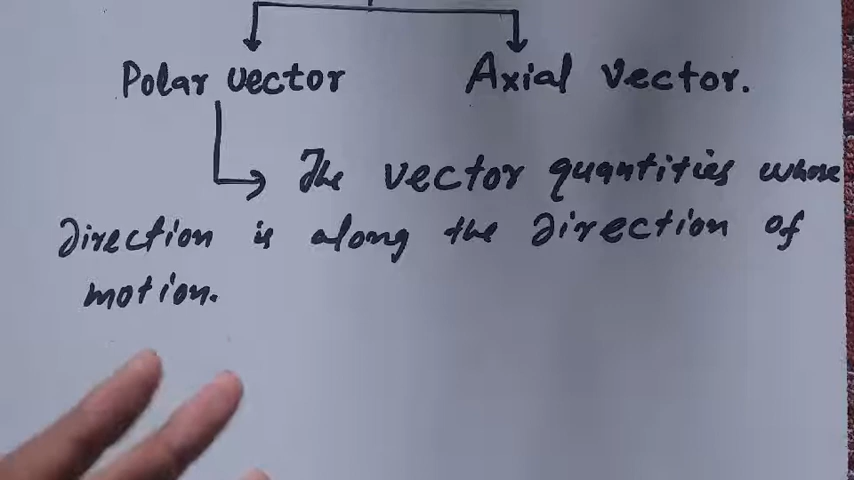 Polar vector Axial vector.
The vector quantities whose
direction is along the direction of
motion.